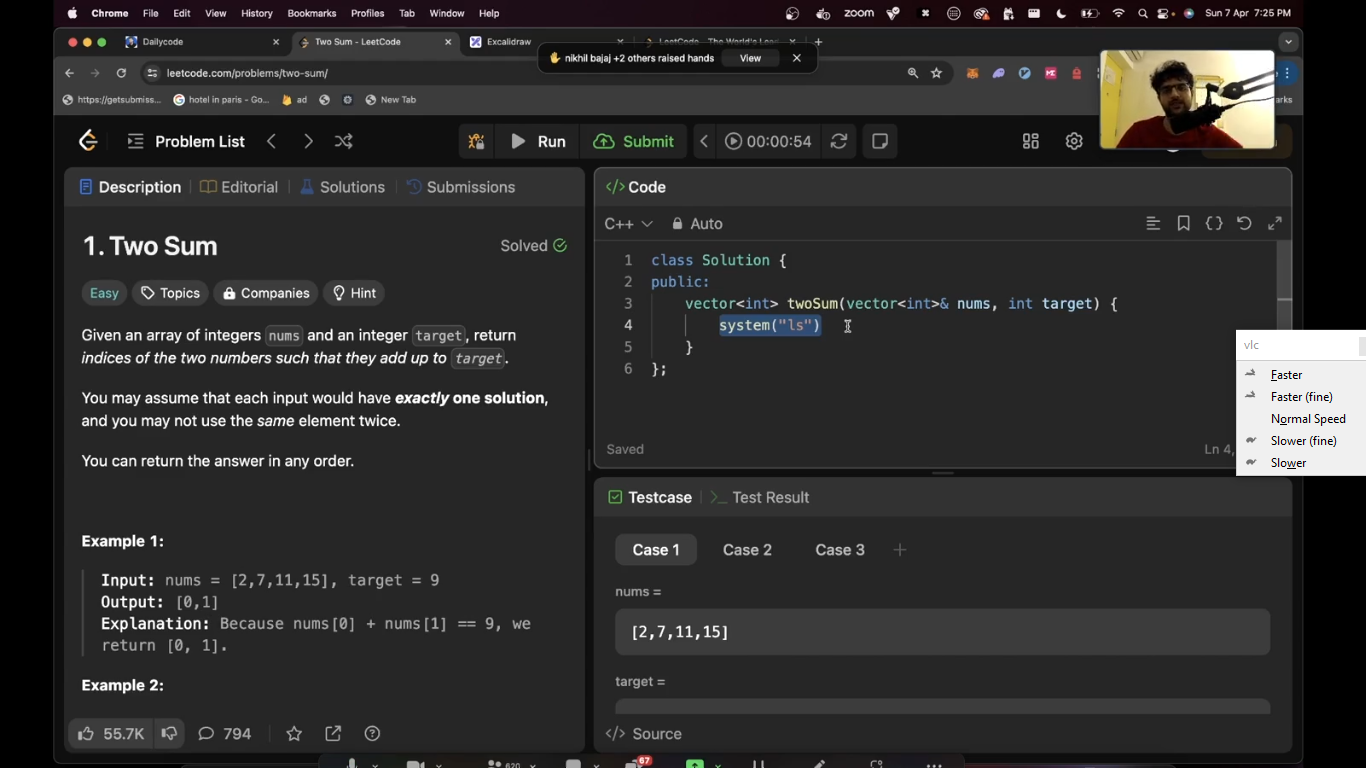 Chrome File Edit View History Bookmarks Profiles Tab Window Help zoom Sun 7 Apr 7:25 PM
Dailycode Two Sum - LeetCode Excalidraw LeetCode - The World's Lea
nikhil bajaj +2 others raised hands View
leetcode.com/problems/two-sum/
https://getsubmiss... hotel in paris - Go... ad New Tab arks
Problem List Run Submit 00:00:54
Description Editorial Solutions Submissions
1. Two Sum
Solved
Easy Topics Companies Hint
Given an array of integers nums and an integer target, return
indices of the two numbers such that they add up to target.
You may assume that each input would have exactly one solution,
and you may not use the same element twice.
You can return the answer in any order.
Example 1:
Input: nums = [2,7,11,15], target = 9
Output: [0,1]
Explanation: Because nums[0] + nums[1] == 9, we
return [0, 1].
Example 2:
55.7K 794
</> Code
C++ Auto
1 class Solution {
2 public:
3 vector<int> twoSum(vector<int>& nums, int target) {
4 system("ls")
5 }
6 };
Saved Ln 4,
Testcase Test Result
Case 1 Case 2 Case 3 +
nums =
[2,7,11,15]
target =
</> Source
vlc
Faster
Faster (fine)
Normal Speed
Slower (fine)
Slower
620 67